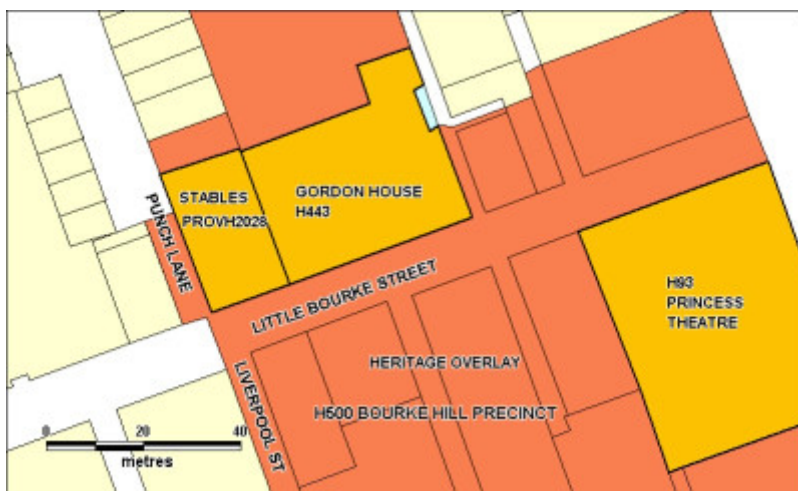 STABLES
PROVH2028
GORDON HOUSE
H443
PUNCH LANE
LITTLE BOURKE STREET
H93
PRINCESS
THEATRE
HERITAGE OVERLAY
H500 BOURKE HILL PRECINCT
LIVERPOOL ST
0 20 40
metres